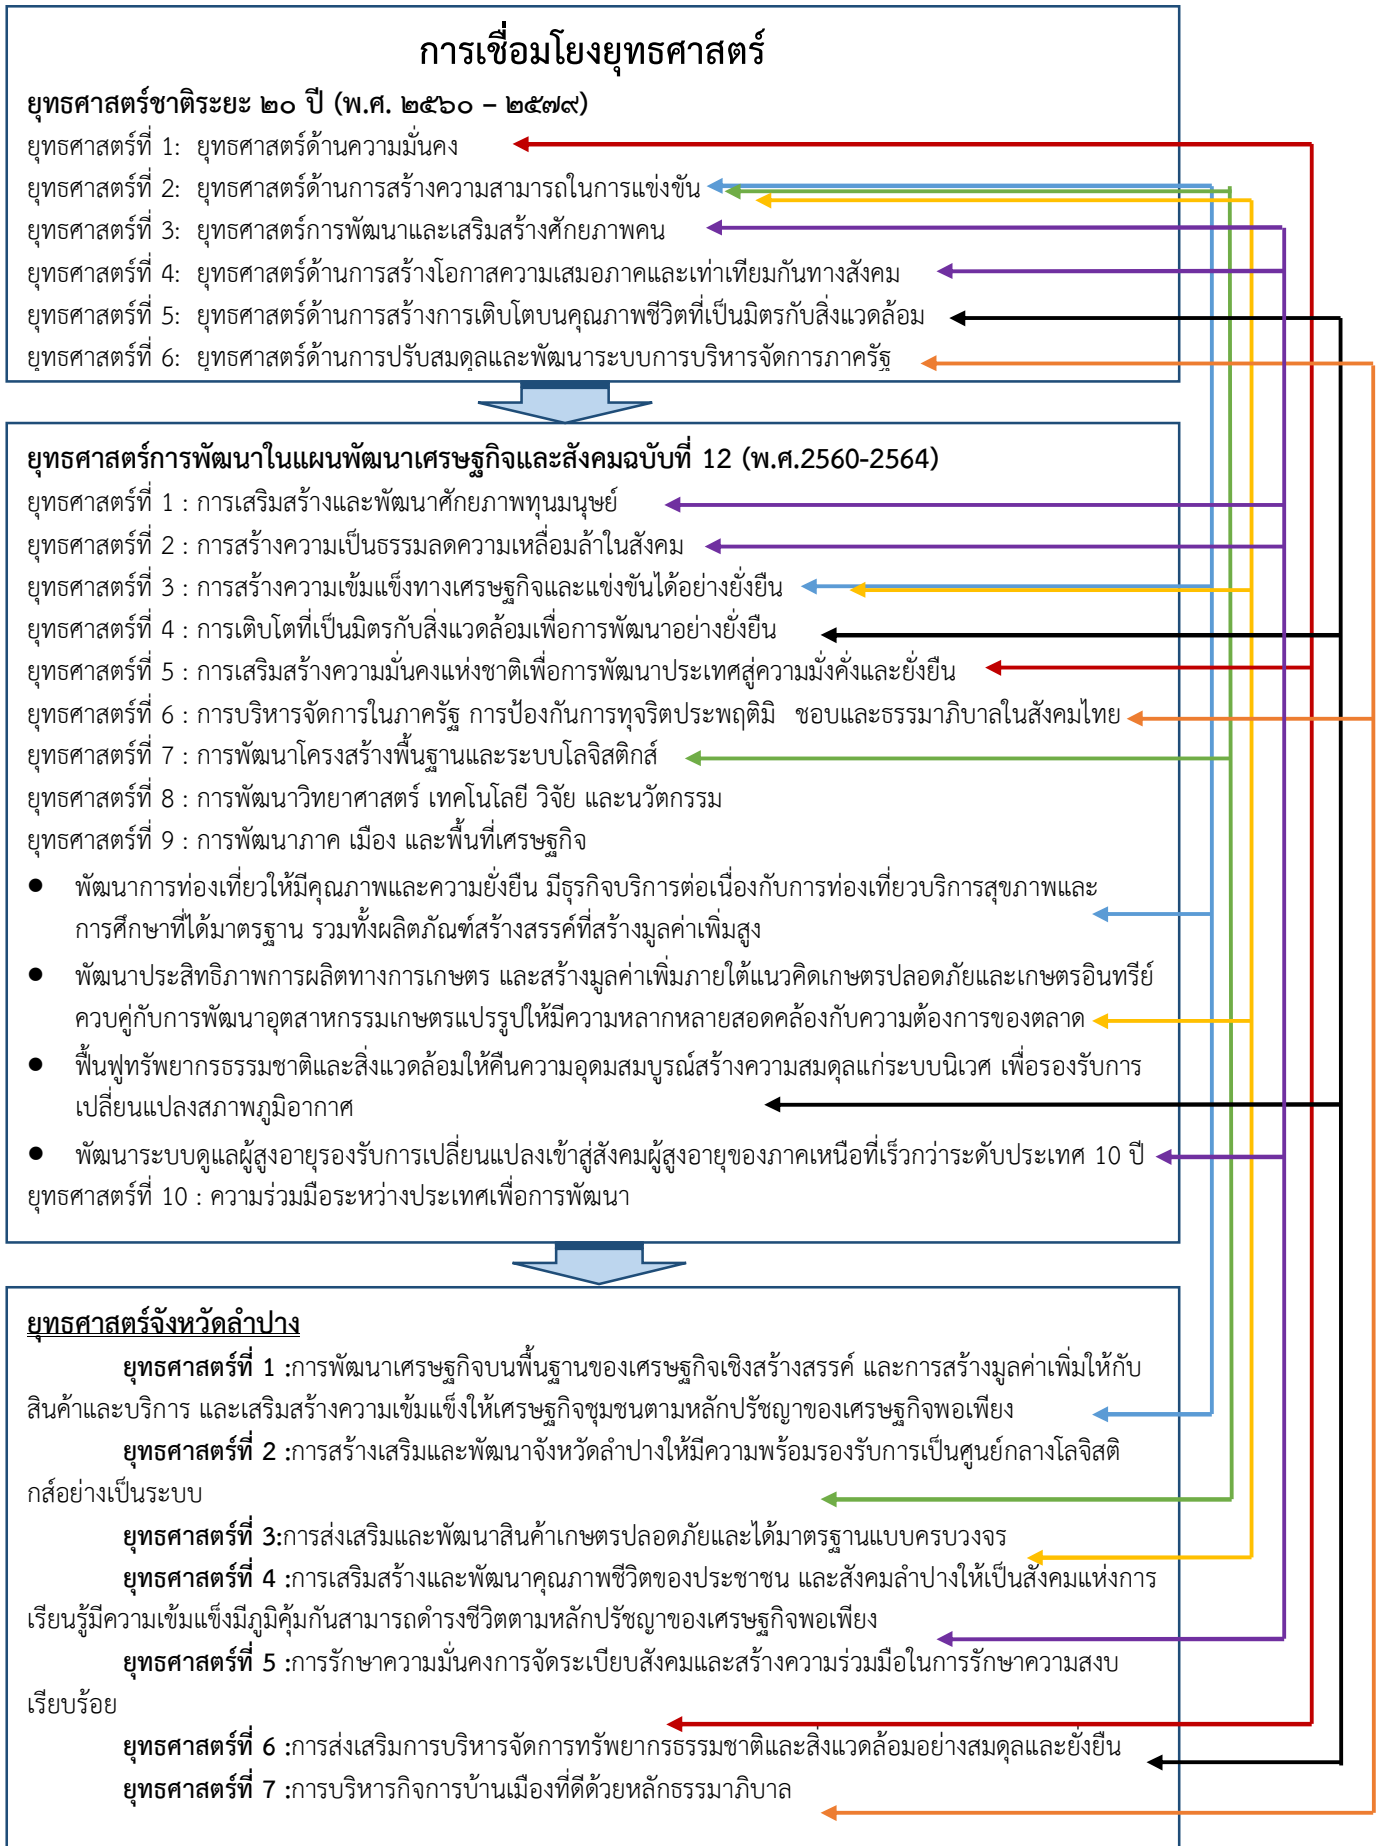 การเชื่อมโยงยุทธศาสตร์
ยุทธศาสตร์ชาติระยะ ๒๐ ปี (พ.ศ. ๒๕๖๐ – ๒๕๗๙)
ยุทธศาสตร์ที่ 1: ยุทธศาสตร์ด้านความมั่นคง
ยุทธศาสตร์ที่ 2: ยุทธศาสตร์ด้านการสร้างความสามารถในการแข่งขัน
ยุทธศาสตร์ที่ 3: ยุทธศาสตร์การพัฒนาและเสริมสร้างศักยภาพคน
ยุทธศาสตร์ที่ 4: ยุทธศาสตร์ด้านการสร้างโอกาสความเสมอภาคและเท่าเทียมกันทางสังคม
ยุทธศาสตร์ที่ 5: ยุทธศาสตร์ด้านการสร้างการเติบโตบนคุณภาพชีวิตที่เป็นมิตรกับสิ่งแวดล้อม
ยุทธศาสตร์ที่ 6: ยุทธศาสตร์ด้านการปรับสมดุลและพัฒนาระบบการบริหารจัดการภาครัฐ
ยุทธศาสตร์การพัฒนาในแผนพัฒนาเศรษฐกิจและสังคมฉบับที่ 12 (พ.ศ.2560-2564)
ยุทธศาสตร์ที่ 1 : การเสริมสร้างและพัฒนาศักยภาพทุนมนุษย์
ยุทธศาสตร์ที่ 2 : การสร้างความเป็นธรรมลดความเหลื่อมล้าในสังคม
ยุทธศาสตร์ที่ 3 : การสร้างความเข้มแข็งทางเศรษฐกิจและแข่งขันได้อย่างยั่งยืน
ยุทธศาสตร์ที่ 4 : การเติบโตที่เป็นมิตรกับสิ่งแวดล้อมเพื่อการพัฒนาอย่างยั่งยืน
ยุทธศาสตร์ที่ 5 : การเสริมสร้างความมั่นคงแห่งชาติเพื่อการพัฒนาประเทศสู่ความมั่งคั่งและยั่งยืน
ยุทธศาสตร์ที่ 6 : การบริหารจัดการในภาครัฐ การป้องกันการทุจริตประพฤติมิ ชอบและธรรมาภิบาลในสังคมไทย
ยุทธศาสตร์ที่ 7 : การพัฒนาโครงสร้างพื้นฐานและระบบโลจิสติกส์
ยุทธศาสตร์ที่ 8 : การพัฒนาวิทยาศาสตร์ เทคโนโลยี วิจัย และนวัตกรรม
ยุทธศาสตร์ที่ 9 : การพัฒนาภาค เมือง และพื้นที่เศรษฐกิจ
● พัฒนาการท่องเที่ยวให้มีคุณภาพและความยั่งยืน มีธุรกิจบริการต่อเนื่องกับการท่องเที่ยวบริการสุขภาพและ
การศึกษาที่ได้มาตรฐาน รวมทั้งผลิตภัณฑ์สร้างสรรค์ที่สร้างมูลค่าเพิ่มสูง
● พัฒนาประสิทธิภาพการผลิตทางการเกษตร และสร้างมูลค่าเพิ่มภายใต้แนวคิดเกษตรปลอดภัยและเกษตรอินทรีย์
ควบคู่กับการพัฒนาอุตสาหกรรมเกษตรแปรรูปให้มีความหลากหลายสอดคล้องกับความต้องการของตลาด
● ฟื้นฟูทรัพยากรธรรมชาติและสิ่งแวดล้อมให้คืนความอุดมสมบูรณ์สร้างความสมดุลแก่ระบบนิเวศ เพื่อรองรับการ
เปลี่ยนแปลงสภาพภูมิอากาศ
● พัฒนาระบบดูแลผู้สูงอายุรองรับการเปลี่ยนแปลงเข้าสู่สังคมผู้สูงอายุของภาคเหนือที่เร็วกว่าระดับประเทศ 10 ปี
ยุทธศาสตร์ที่ 10 : ความร่วมมือระหว่างประเทศเพื่อการพัฒนา
ยุทธศาสตร์จังหวัดลำปาง
ยุทธศาสตร์ที่ 1 :การพัฒนาเศรษฐกิจบนพื้นฐานของเศรษฐกิจเชิงสร้างสรรค์ และการสร้างมูลค่าเพิ่มให้กับ
สินค้าและบริการ และเสริมสร้างความเข้มแข็งให้เศรษฐกิจชุมชนตามหลักปรัชญาของเศรษฐกิจพอเพียง
ยุทธศาสตร์ที่ 2 :การสร้างเสริมและพัฒนาจังหวัดลำปางให้มีความพร้อมรองรับการเป็นศูนย์กลางโลจิสติ
กส์อย่างเป็นระบบ
ยุทธศาสตร์ที่ 3:การส่งเสริมและพัฒนาสินค้าเกษตรปลอดภัยและได้มาตรฐานแบบครบวงจร
ยุทธศาสตร์ที่ 4 :การเสริมสร้างและพัฒนาคุณภาพชีวิตของประชาชน และสังคมลำปางให้เป็นสังคมแห่งการ
เรียนรู้มีความเข้มแข็งมีภูมิคุ้มกันสามารถดำรงชีวิตตามหลักปรัชญาของเศรษฐกิจพอเพียง
ยุทธศาสตร์ที่ 5 :การรักษาความมั่นคงการจัดระเบียบสังคมและสร้างความร่วมมือในการรักษาความสงบ
เรียบร้อย
ยุทธศาสตร์ที่ 6 :การส่งเสริมการบริหารจัดการทรัพยากรธรรมชาติและสิ่งแวดล้อมอย่างสมดุลและยั่งยืน
ยุทธศาสตร์ที่ 7 :การบริหารกิจการบ้านเมืองที่ดีด้วยหลักธรรมาภิบาล